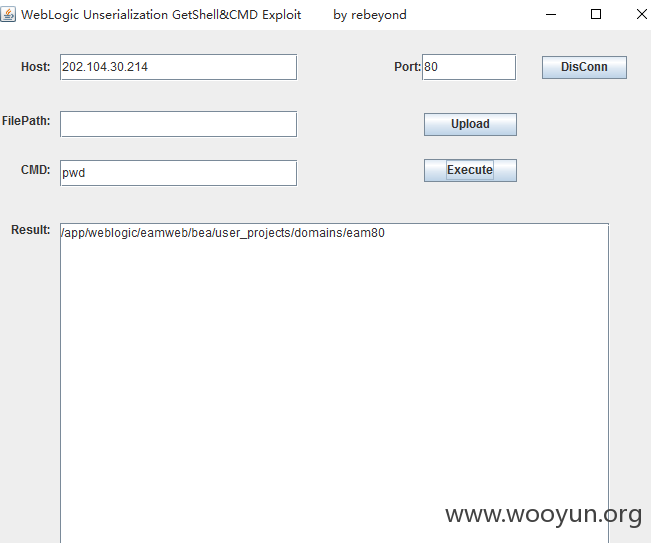 WebLogic Unserialization GetShell&CMD Exploit by rebeyond
Host: 202.104.30.214 Port: 80 DisConn
FilePath: Upload
CMD: pwd Execute
Result: /app/weblogic/eamweb/bea/user_projects/domains/eam80
www.wooyun.org